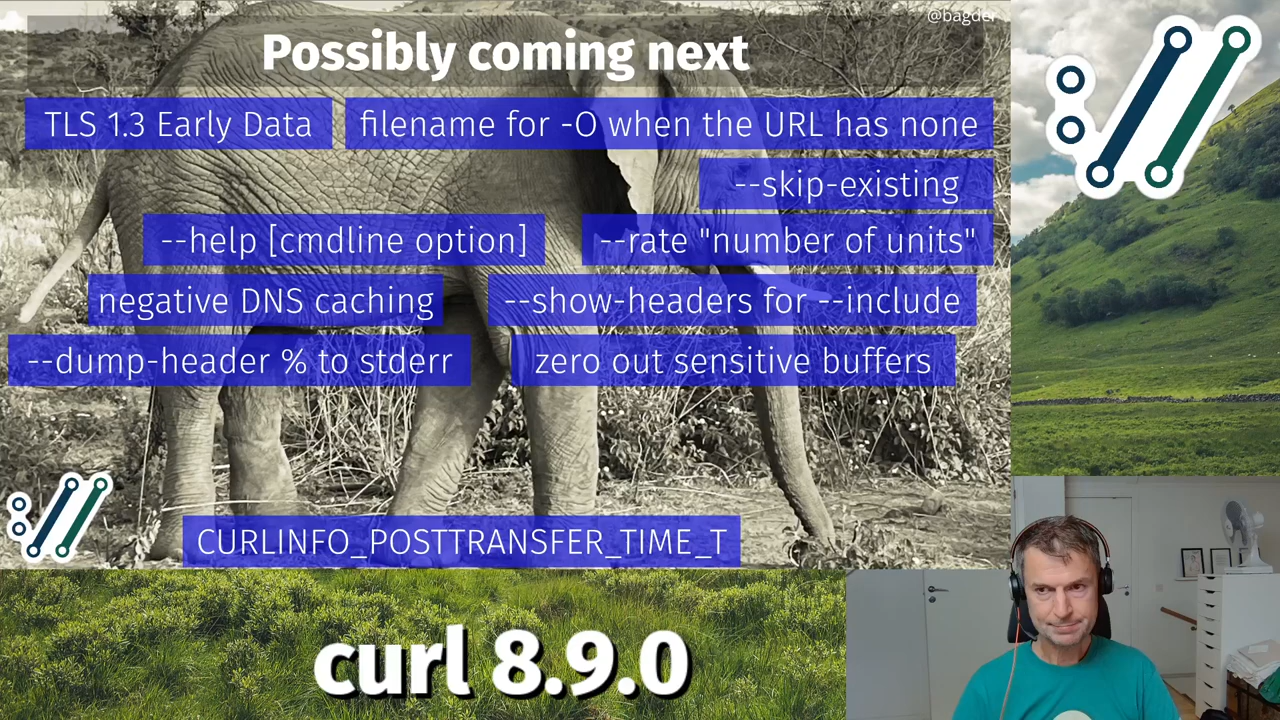 @bagder
Possibly coming next
TLS 1.3 Early Data
filename for -O when the URL has none
--skip-existing
--help [cmdline option]
--rate "number of units"
negative DNS caching
--show-headers for --include
--dump-header % to stderr
zero out sensitive buffers
CURLINFO_POSTTRANSFER_TIME_T
curl 8.9.0